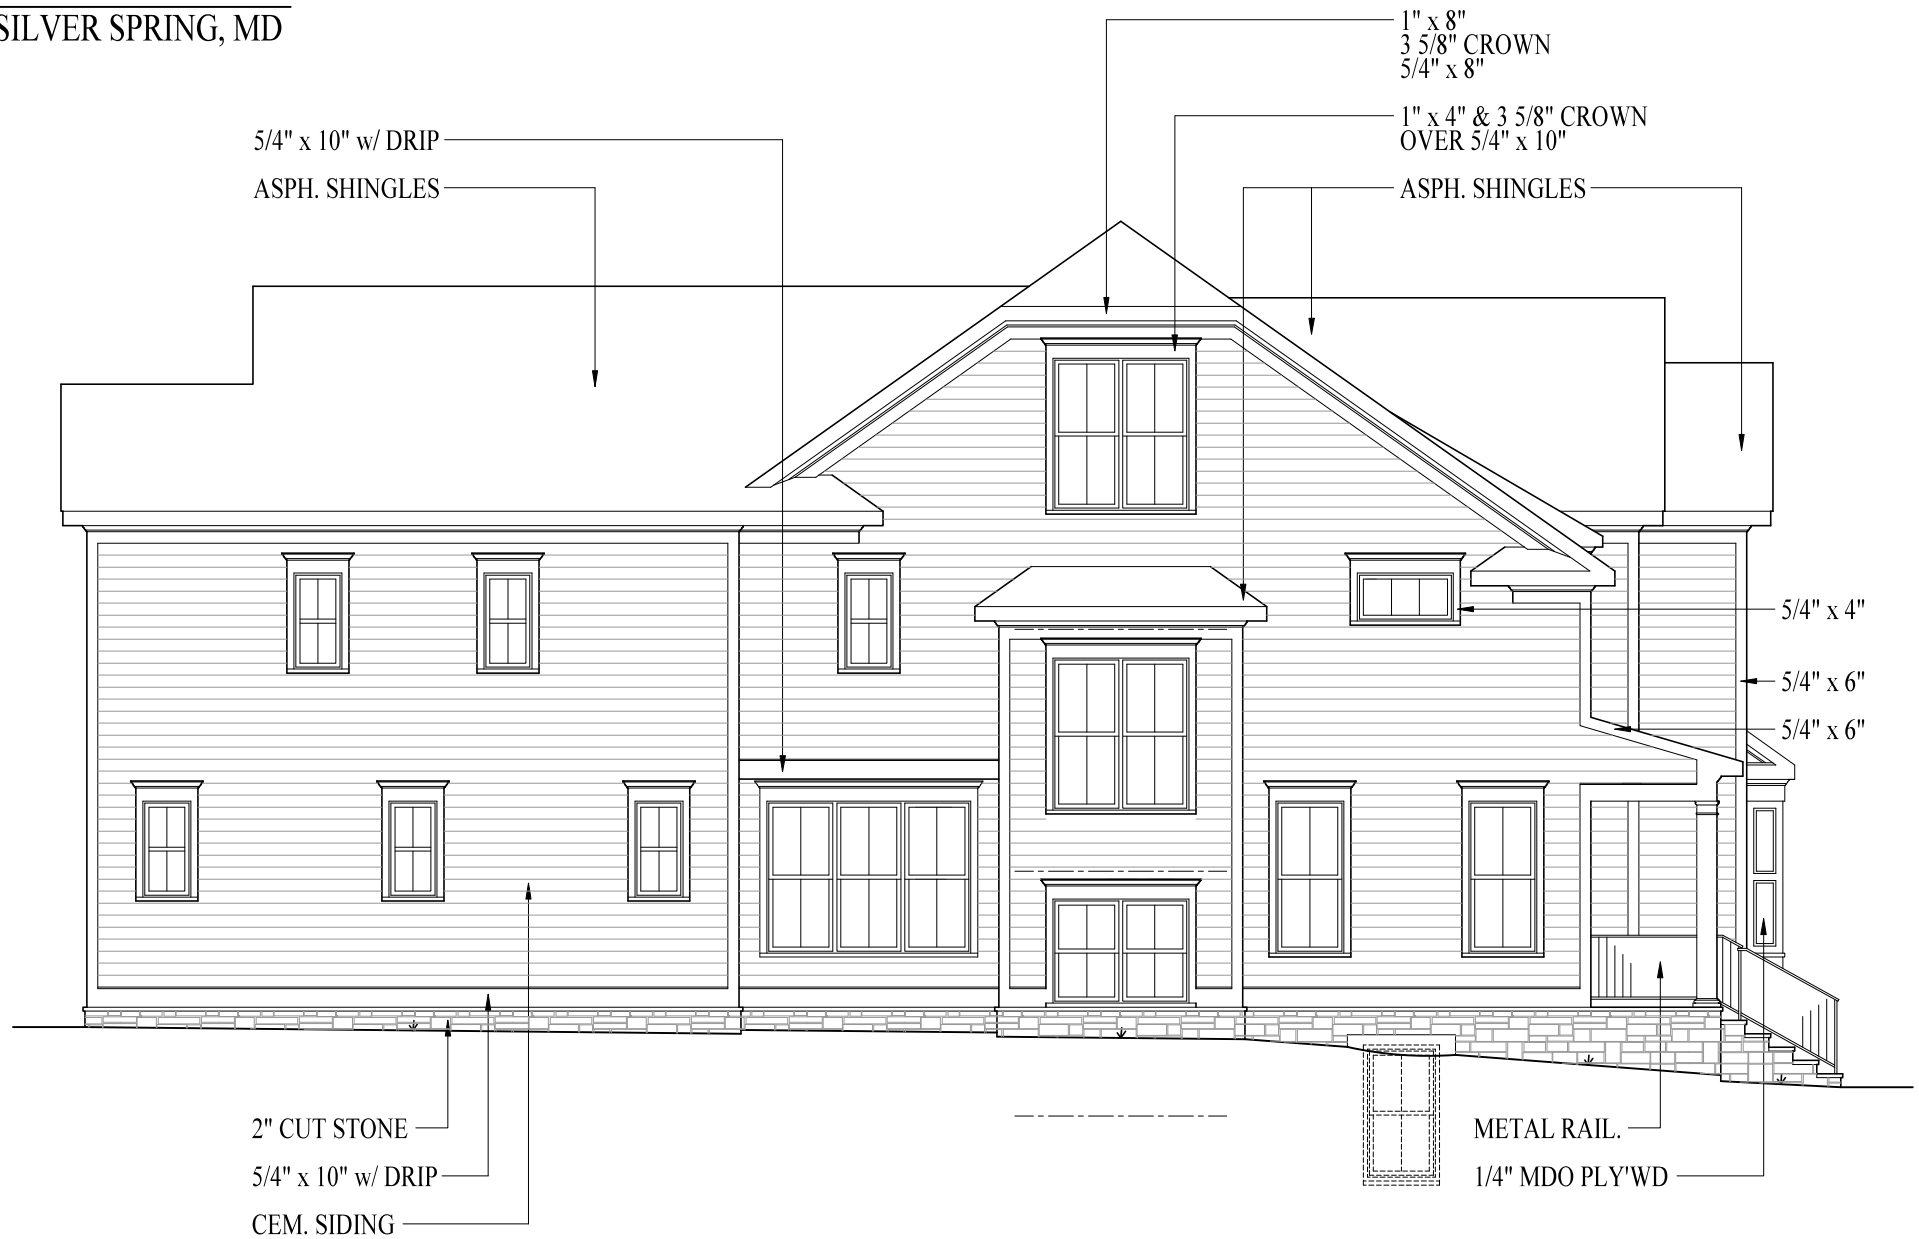 SILVER SPRING, MD
1" x 8"
3 5/8" CROWN
5/4" x 8"
1" x 4" & 3 5/8" CROWN
OVER 5/4" x 10"
5/4" x 10" w/ DRIP
ASPH. SHINGLES
ASPH. SHINGLES
5/4" x 4"
5/4" x 6"
5/4" x 6"
2" CUT STONE
5/4" x 10" w/ DRIP
CEM. SIDING
METAL RAIL.
1/4" MDO PLY'WD